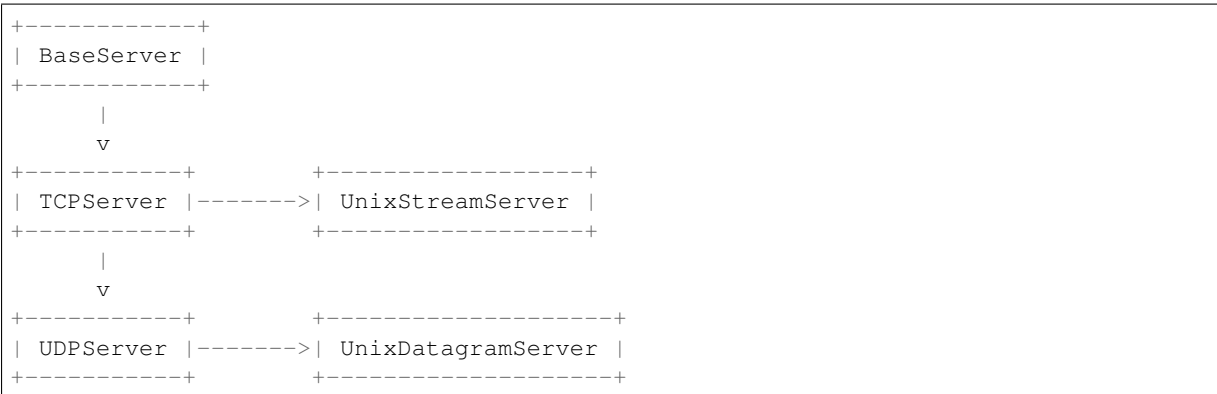 +------------+
| BaseServer |
+------------+
      |
      v
+-----------+        +------------------+
| TCPServer |------->| UnixStreamServer |
+-----------+        +------------------+
      |
      v
+-----------+        +--------------------+
| UDPServer |------->| UnixDatagramServer |
+-----------+        +--------------------+